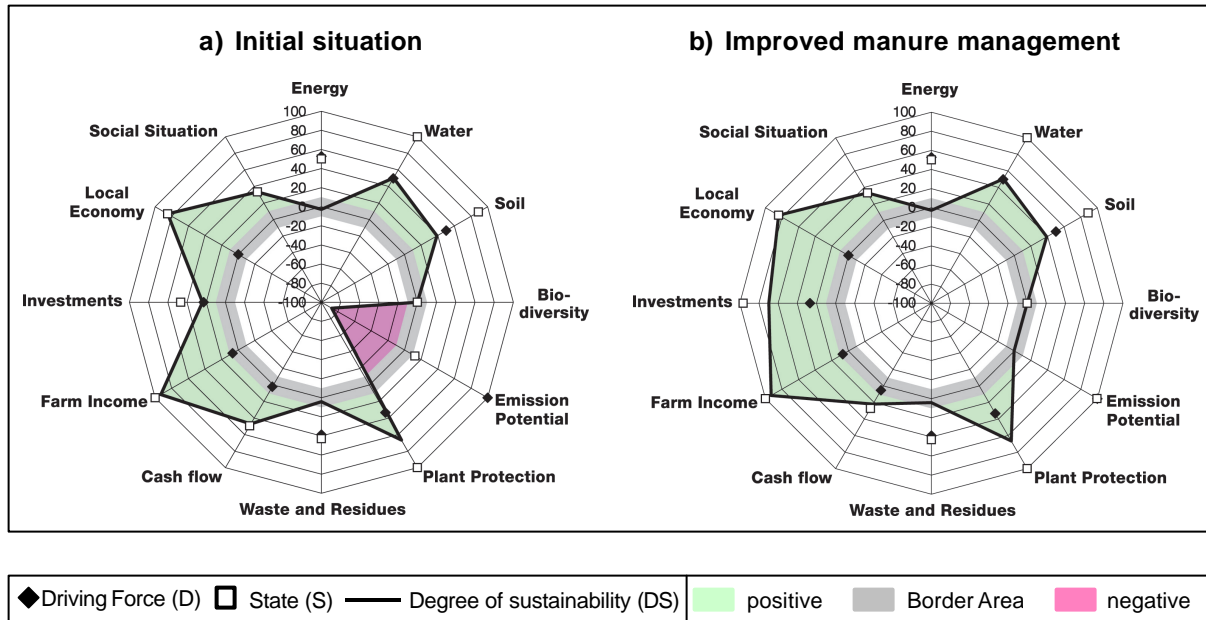 a) Initial situation
Energy
Water
Soil
Bio-
diversity
Emission
Potential
Plant Protection
Waste and Residues
Cash flow
Farm Income
Investments
Local
Economy
Social Situation
100
80
60
40
20
0
-20
-40
-60
-80
-100
b) Improved manure management
Energy
Water
Soil
Bio-
diversity
Emission
Potential
Plant Protection
Waste and Residues
Cash flow
Farm Income
Investments
Local
Economy
Social Situation
100
80
60
40
20
0
-20
-40
-60
-80
-100
Driving Force (D) State (S) Degree of sustainability (DS) positive Border Area negative